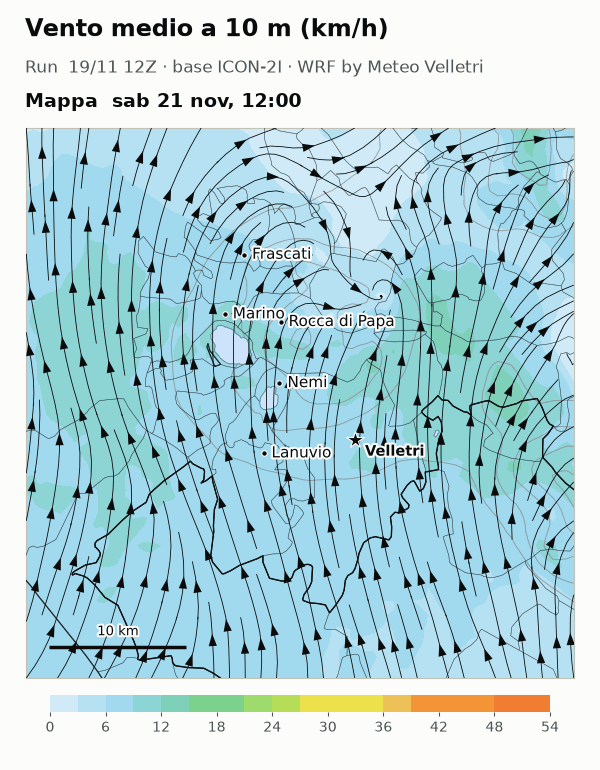 Vento medio a 10 m (km/h)
Run  19/11 12Z · base ICON-2I · WRF by Meteo Velletri
Mappa  sab 21 nov, 12:00
Frascati
Marino
Rocca di Papa
Nemi
Velletri
Lanuvio
10 km
0 6 12 18 24 30 36 42 48 54